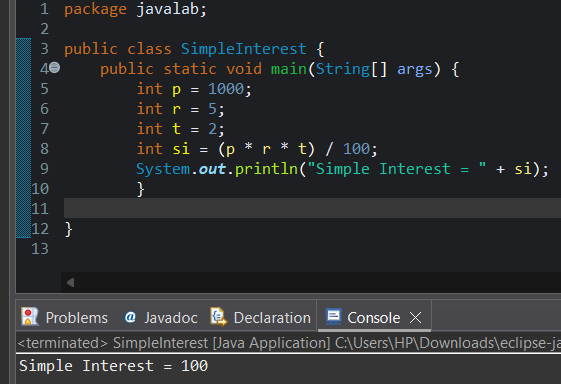 1 package javalab;
2
3 public class SimpleInterest {
4 public static void main(String[] args) {
5 int p = 1000;
6 int r = 5;
7 int t = 2;
8 int si = (p * r * t) / 100;
9 System.out.println("Simple Interest = " + si);
10 }
11
12 }
13
Problems @ Javadoc Declaration Console
<terminated> SimpleInterest [Java Application] C:\Users\HP\Downloads\eclipse-ja
Simple Interest = 100